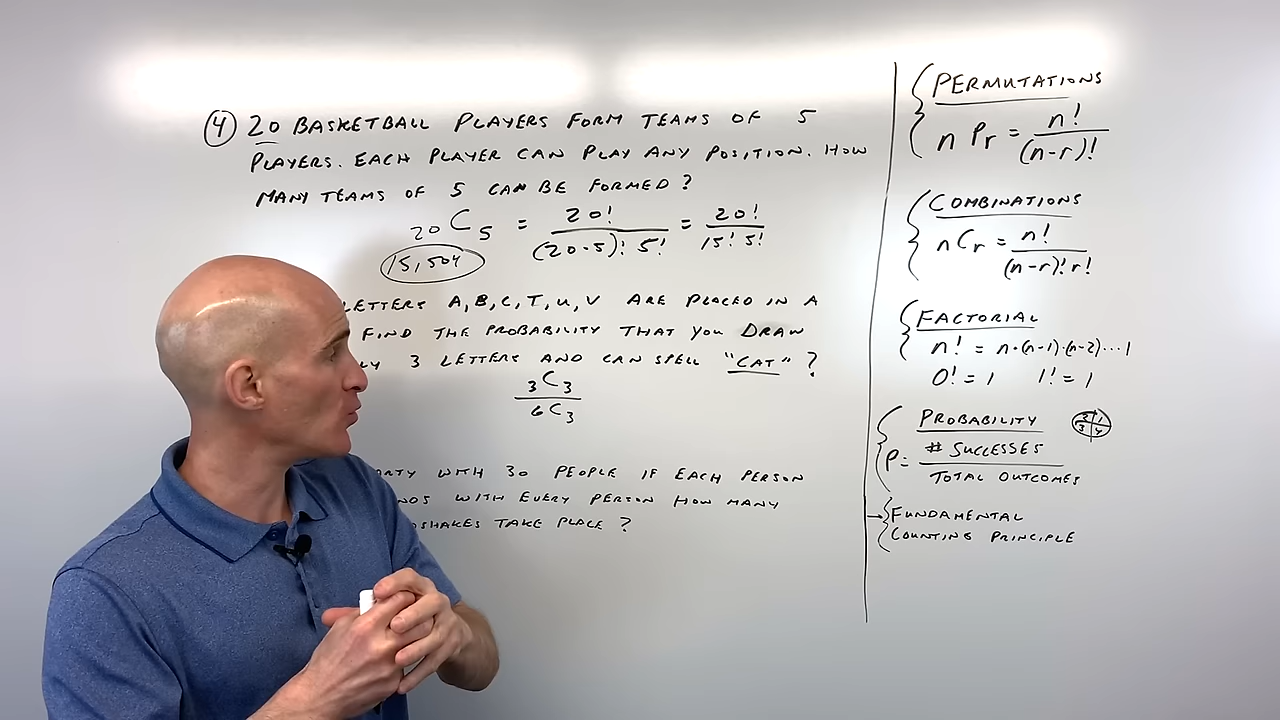 ④ 20 BASKETBALL PLAYERS FORM TEAMS OF 5
PLAYERS. EACH PLAYER CAN PLAY ANY POSITION. HOW
MANY TEAMS OF 5 CAN BE FORMED?
20C5 = 20! / (20-5)! 5! = 20! / 15! 5!
15,504
LETTERS A, B, C, T, U, V ARE PLACED IN A
FIND THE PROBABILITY THAT YOU DRAW
3 LETTERS AND CAN SPELL "CAT"?
3C3 / 6C3
WITH 30 PEOPLE IF EACH PERSON
WITH EVERY PERSON HOW MANY
TAKE PLACE?
PERMUTATIONS
nPr = n! / (n-r)!
COMBINATIONS
nCr = n! / (n-r)! r!
FACTORIAL
n! = n·(n-1)·(n-2)···1
0! = 1 1! = 1
PROBABILITY
2 1
3 4
P = # SUCCESSES / TOTAL OUTCOMES
→ FUNDAMENTAL
COUNTING PRINCIPLE